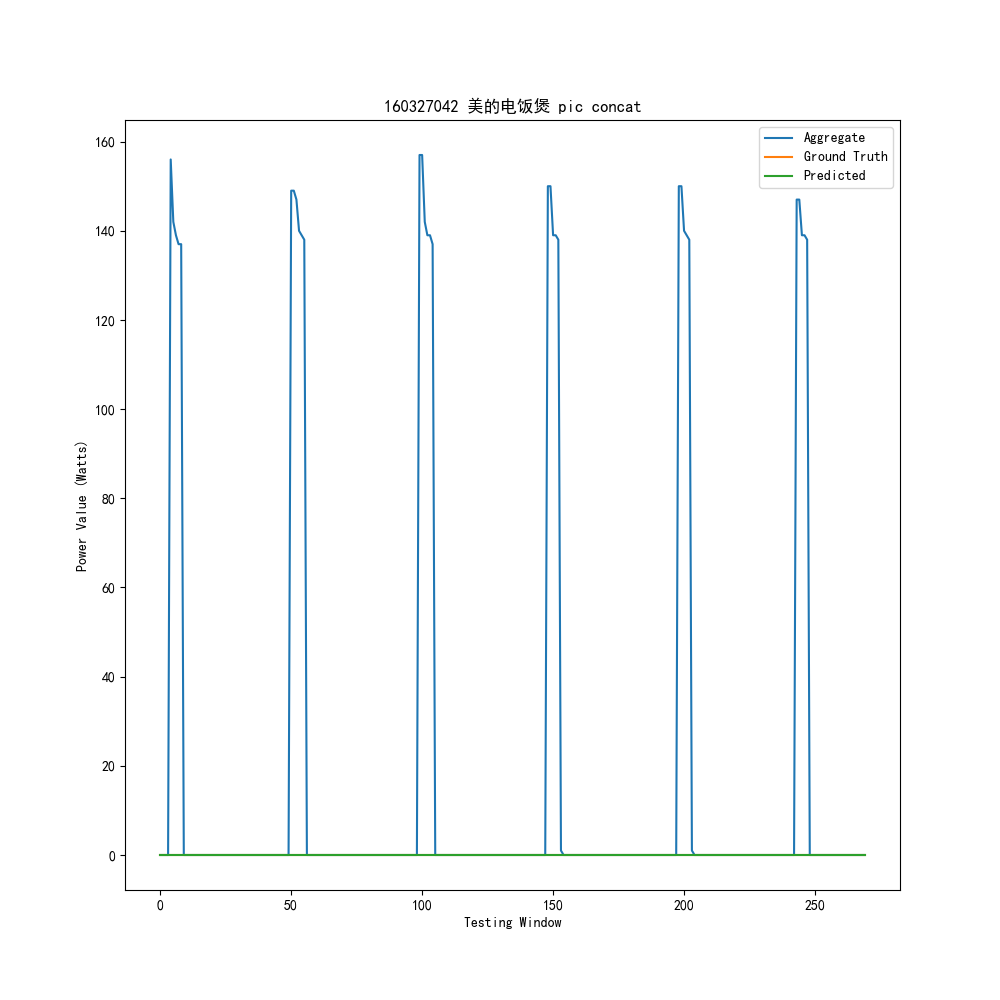 160327042 美的电饭煲 pic concat
Aggregate
Ground Truth
Predicted
160
140
120
100
80
60
40
20
0
Power Value (Watts)
0 50 100 150 200 250
Testing Window